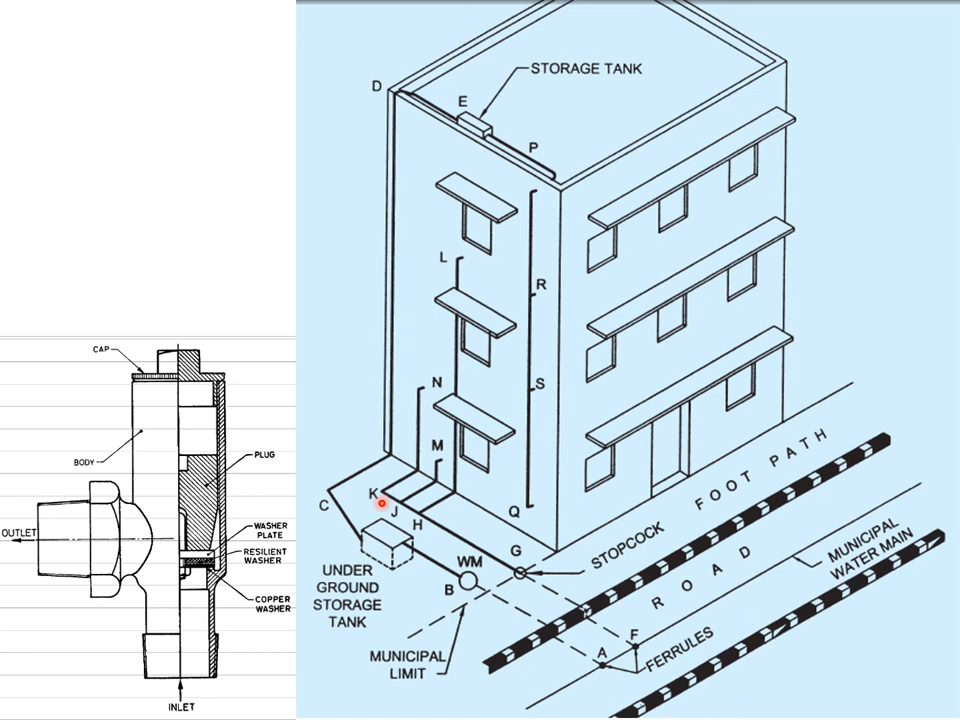 CAP
BODY
PLUG
OUTLET
WASHER
PLATE
RESILIENT
WASHER
COPPER
WASHER
INLET
D
E
STORAGE TANK
P
L
R
N
S
M
K
C
J
H
Q
G
WM
B
UNDER
GROUND
STORAGE
TANK
MUNICIPAL
LIMIT
STOPCOCK
FOOT PATH
ROAD
MUNICIPAL
WATER MAIN
A
F
FERRULES